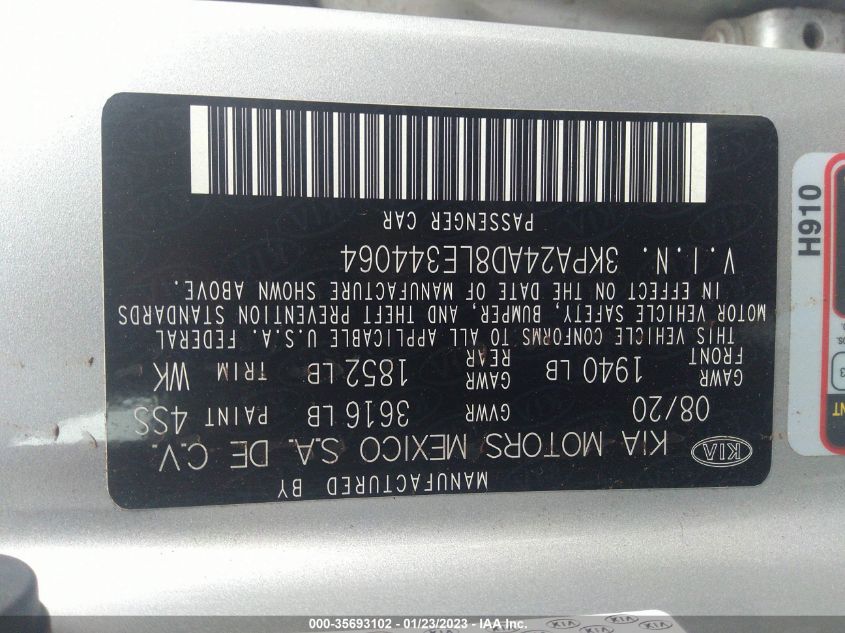 MANUFACTURED BY
KIA KIA MOTORS MEXICO S.A. DE C.V.
08/20 GVWR 3616 LB PAINT 4SS
GAWR FRONT 1940 LB GAWR REAR 1852 LB TRIM WK
THIS VEHICLE CONFORMS TO ALL APPLICABLE U.S.A. FEDERAL
MOTOR VEHICLE SAFETY, BUMPER, AND THEFT PREVENTION STANDARDS
IN EFFECT ON THE DATE OF MANUFACTURE SHOWN ABOVE.
V.I.N. 3KPA24AD8LE344064
PASSENGER CAR
H910
000-35693102 - 01/23/2023 - IAA Inc.